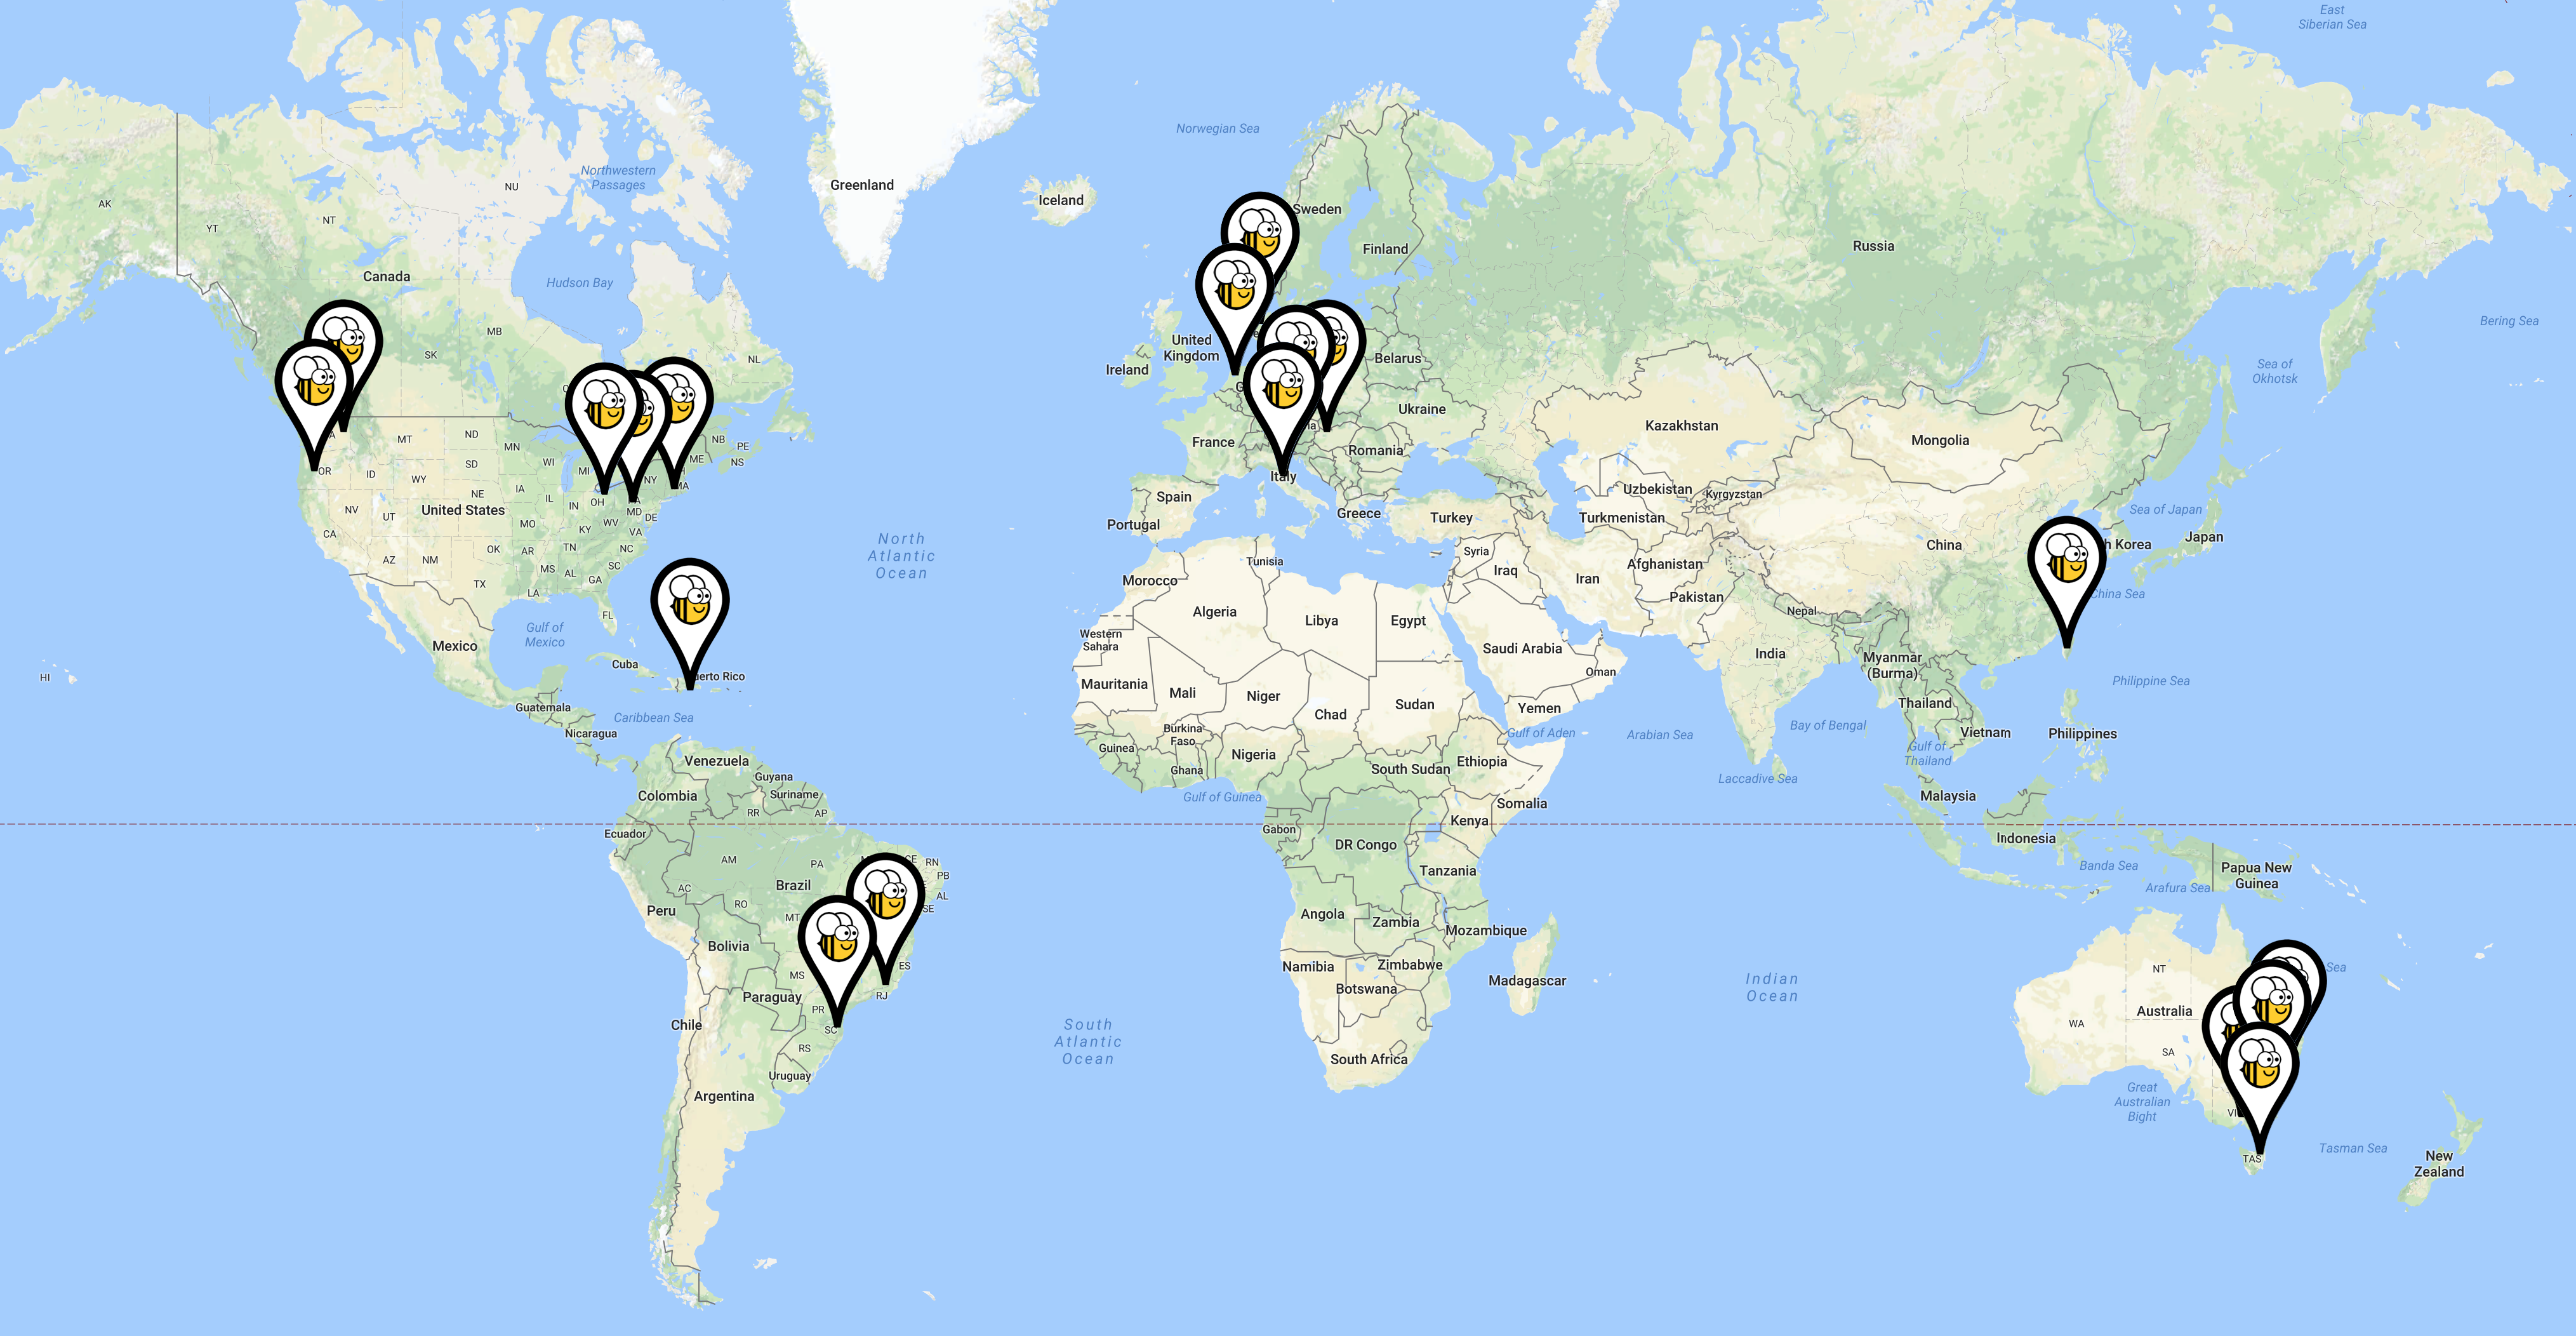 East
Siberian Sea
Norwegian Sea
Northwestern
Passages
Greenland
Iceland
NU
AK
NT
YT
Sweden
Finland
Russia
Canada
Hudson Bay
Bering Sea
MB
SK
NL
United
Kingdom
Ireland
Belarus
Sea of
Okhotsk
Ukraine
Kazakhstan
Mongolia
France
Romania
MT
ND
MN
NB
PE
ME
NS
WI
MI
OR
ID
SD
WY
Italy
NY
MA
IA
NE
IL
IN
OH
Spain
Portugal
Greece
Turkey
Uzbekistan
Kyrgyzstan
Turkmenistan
Sea of Japan
Japan
h Korea
China
NV
UT
United States
MO
KY
WV
MD
DE
VA
CA
AZ
NM
OK
AR
TN
NC
SC
MS
AL
GA
TX
LA
FL
North
Atlantic
Ocean
Tunisia
Morocco
Syria
Iraq
Iran
Afghanistan
Pakistan
Nepal
China Sea
Algeria
Libya
Egypt
Western
Sahara
Gulf of
Mexico
Mexico
Cuba
erto Rico
HI
Saudi Arabia
Oman
India
Myanmar
(Burma)
Philippine Sea
Mauritania
Mali
Niger
Chad
Sudan
Yemen
Thailand
Guatemala
Caribbean Sea
Nicaragua
Burkina
Faso
Guinea
Nigeria
Ghana
Gulf of Aden
Arabian Sea
Bay of Bengal
Vietnam
Philippines
Gulf of
Thailand
Laccadive Sea
Venezuela
Guyana
Suriname
Colombia
South Sudan
Ethiopia
Somalia
Malaysia
Gulf of Guinea
RR
AP
Ecuador
Gabon
Kenya
DR Congo
Indonesia
Tanzania
Banda Sea
Arafura Sea
Papua New
Guinea
AM
PA
CE
RN
PB
AL
SE
Brazil
AC
RO
MT
Peru
Bolivia
Angola
Zambia
Mozambique
Namibia
Zimbabwe
Botswana
Madagascar
MS
ES
RJ
Paraguay
PR
SC
RS
Chile
Uruguay
Argentina
South
Atlantic
Ocean
South Africa
Indian
Ocean
NT
Sea
Australia
WA
SA
Great
Australian
Bight
VI
TAS
Tasman Sea
New
Zealand